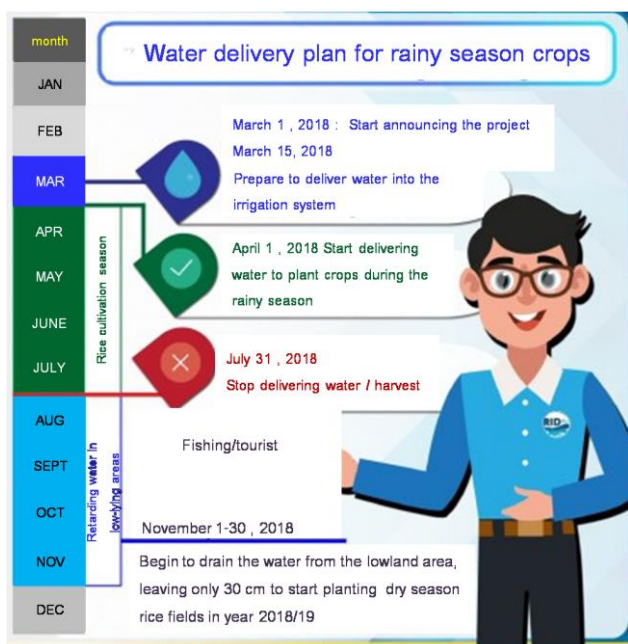 month
Water delivery plan for rainy season crops
JAN
FEB
MAR
APR
MAY
JUNE
JULY
AUG
SEPT
OCT
NOV
DEC
Rice cultivation season
Retarding water in
low-lying areas
March 1 , 2018 : Start announcing the project
March 15, 2018
Prepare to deliver water into the
irrigation system
April 1 , 2018 Start delivering
water to plant crops during the
rainy season
July 31 , 2018
Stop delivering water / harvest
Fishing/tourist
November 1-30 , 2018
Begin to drain the water from the lowland area,
leaving only 30 cm to start planting dry season
rice fields in year 2018/19
RID